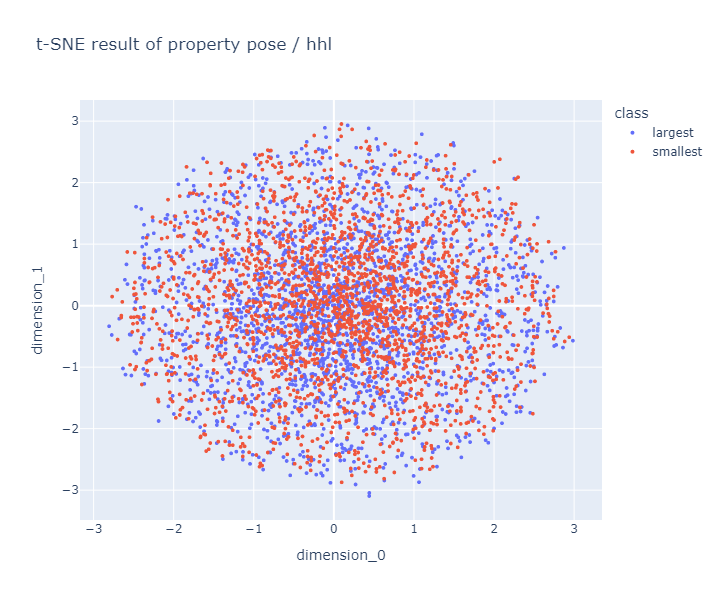 t-SNE result of property pose / hhl
class
largest
smallest
3
2
1
0
−1
−2
−3
dimension_1
−3 −2 −1 0 1 2 3
dimension_0